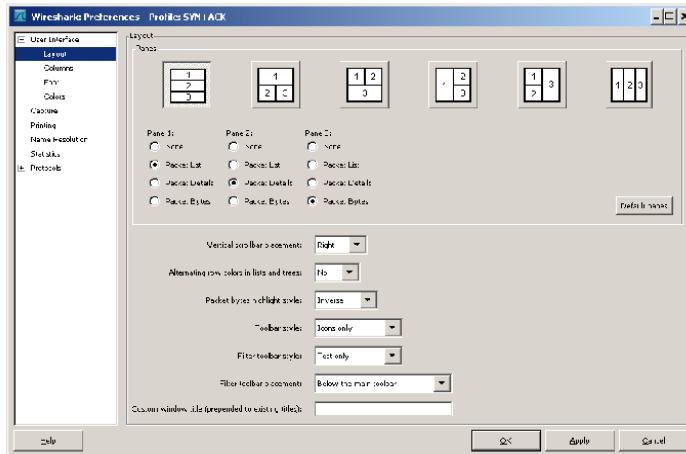 Wireshark: Preferences - Profile: SYN+ACK
User Interface
Layout
Columns
Font
Colors
Capture
Printing
Name Resolution
Statistics
Protocols
Layout
Panes
1 2 3
1 2 3
1 2 3
1 2 3
1 2 3
1 2 3
Pane 1: Pane 2: Pane 3:
None None None
Packet List Packet List Packet List
Packet Details Packet Details Packet Details
Packet Bytes Packet Bytes Packet Bytes
Default panes
Vertical scrollbar placement: Right
Alternating row colors in lists and trees: No
Packet bytes highlight style: Inverse
Toolbar style: Icons only
Filter toolbar style: Text only
Filter toolbar placement: Below the main toolbar
Custom window title (prepended to existing titles):
Help OK Apply Cancel